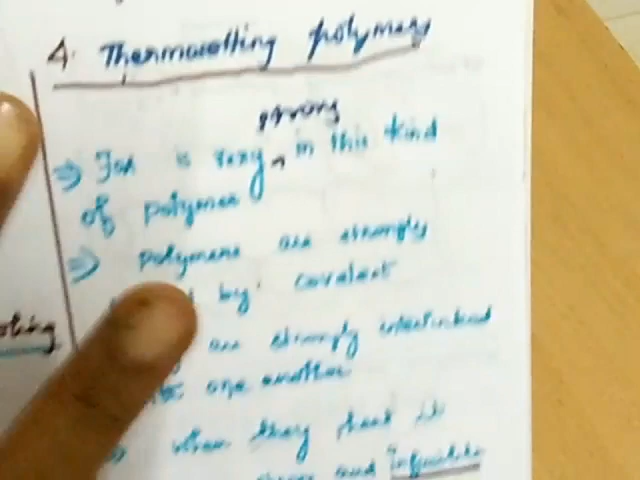 4. Thermosetting polymers
strong
⇒ IOF is very ^ in this kind
of polymer
⇒ polymers are strongly
by covalent
are strongly interlinked
one another
when they heat it
and Infusible